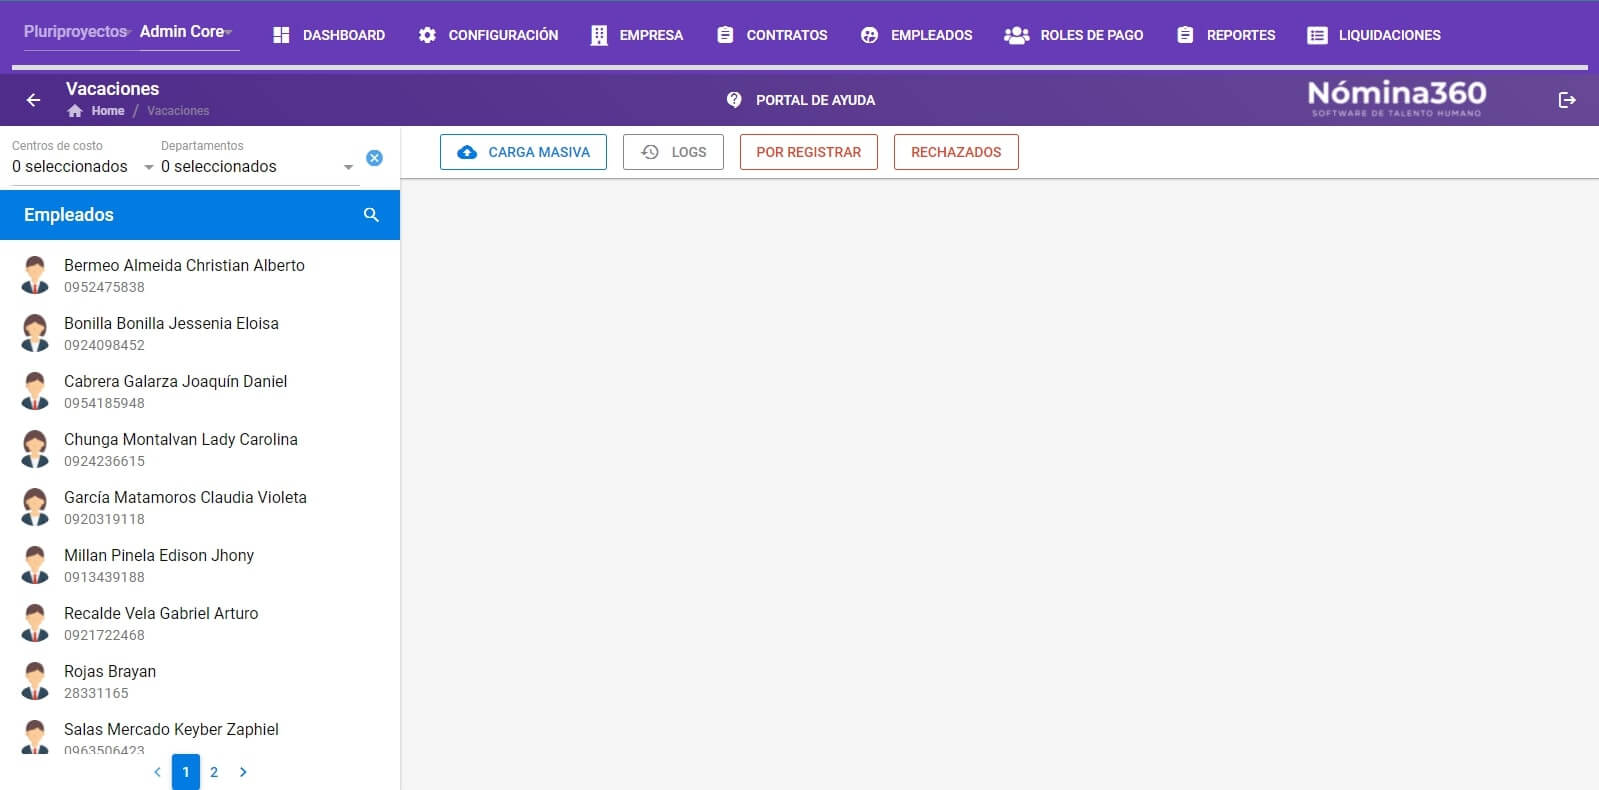 Pluriproyectos Admin Core DASHBOARD CONFIGURACIÓN EMPRESA CONTRATOS EMPLEADOS ROLES DE PAGO REPORTES LIQUIDACIONES
Vacaciones
Home / Vacaciones
PORTAL DE AYUDA
Nómina360
SOFTWARE DE TALENTO HUMANO
Centros de costo Departamentos
0 seleccionados 0 seleccionados
CARGA MASIVA LOGS POR REGISTRAR RECHAZADOS
Empleados
Bermeo Almeida Christian Alberto
0952475838
Bonilla Bonilla Jessenia Eloisa
0924098452
Cabrera Galarza Joaquín Daniel
0954185948
Chunga Montalvan Lady Carolina
0924236615
García Matamoros Claudia Violeta
0920319118
Millan Pinela Edison Jhony
0913439188
Recalde Vela Gabriel Arturo
0921722468
Rojas Brayan
28331165
Salas Mercado Keyber Zaphiel
0963506423
1 2